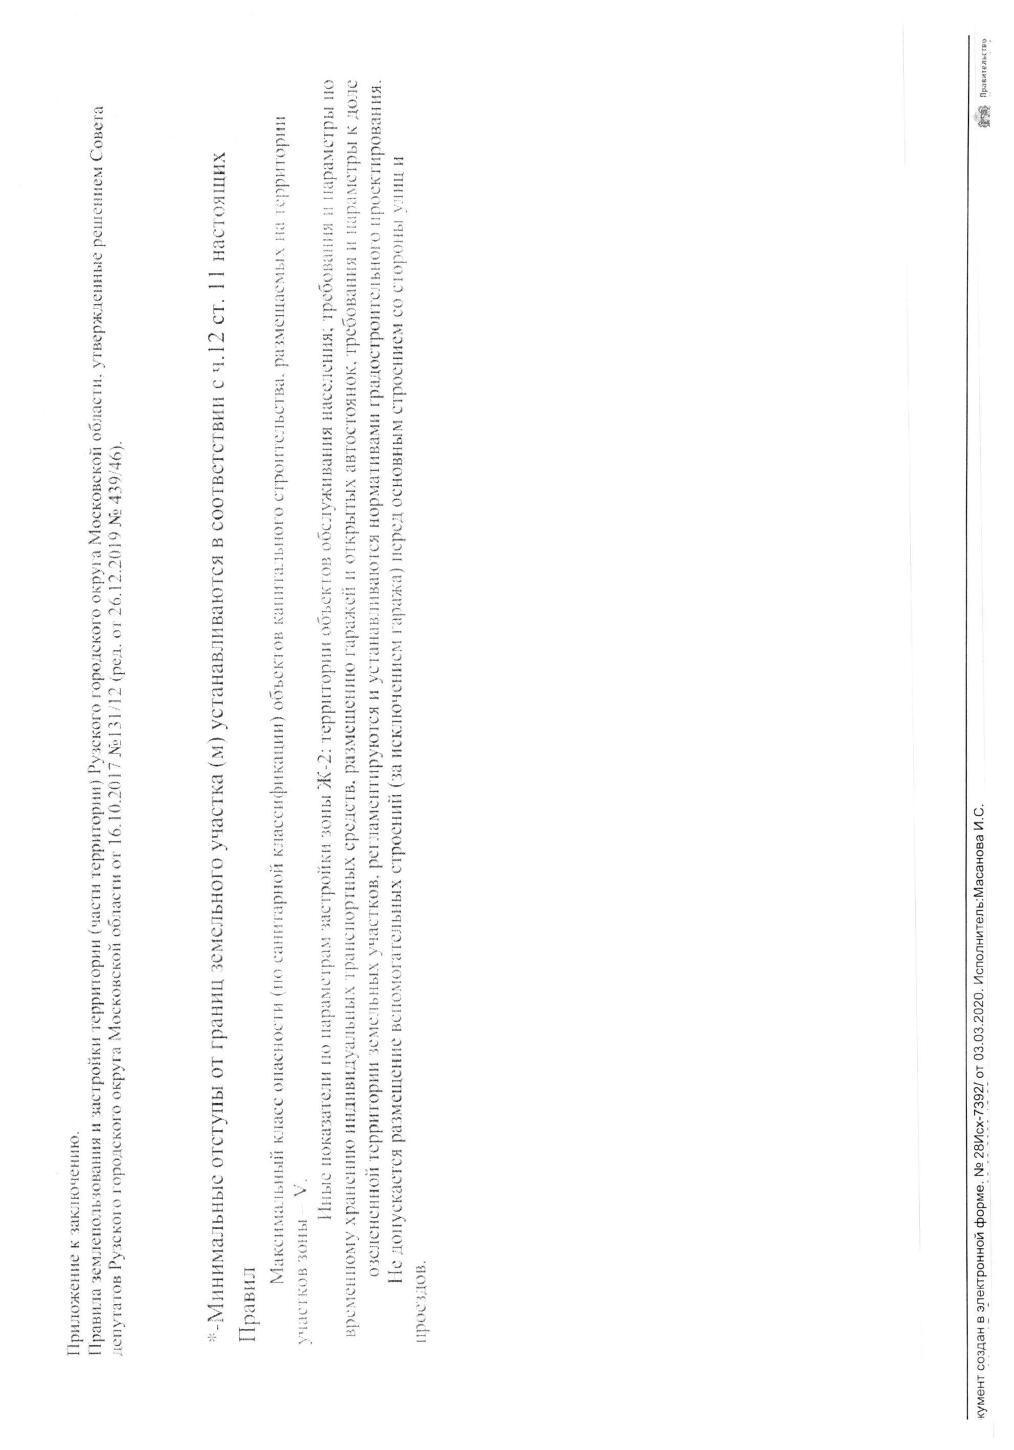 Приложение к заключению.
Правила землепользования и застройки территории (части территории) Рузского городского округа Московской области, утвержденные решением Совета
депутатов Рузского городского округа Московской области от 16.10.2017 №131/12 (ред. от 26.12.2019 № 439/46).
*-Минимальные отступы от границ земельного участка (м) устанавливаются в соответствии с ч.12 ст. 11 настоящих
Правил
Максимальный класс опасности (по санитарной классификации) объектов капитального строительства, размещаемых на территории
участков зоны – V.
Иные показатели по параметрам застройки зоны Ж-2: территории объектов обслуживания населения; требования и параметры по
временному хранению индивидуальных транспортных средств, размещению гаражей и открытых автостоянок, требования и параметры к доле
озелененной территории земельных участков, регламентируются и устанавливаются нормативами градостроительного проектирования.
Не допускается размещение вспомогательных строений (за исключением гаража) перед основным строением со стороны улиц и
проездов.
кумент создан в электронной форме. № 28Исх-7392/ от 03.03.2020. Исполнитель:Масанова И.С.
Правительство